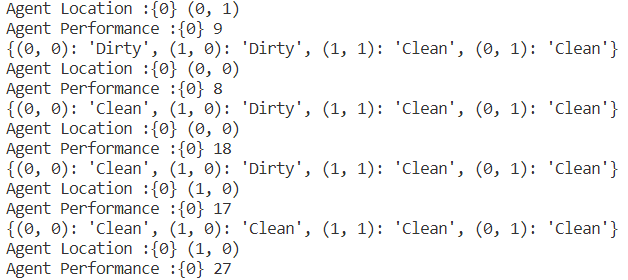 Agent Location :{0} (0, 1)
Agent Performance :{0} 9
{(0, 0): 'Dirty', (1, 0): 'Dirty', (1, 1): 'Clean', (0, 1): 'Clean'}
Agent Location :{0} (0, 0)
Agent Performance :{0} 8
{(0, 0): 'Clean', (1, 0): 'Dirty', (1, 1): 'Clean', (0, 1): 'Clean'}
Agent Location :{0} (0, 0)
Agent Performance :{0} 18
{(0, 0): 'Clean', (1, 0): 'Dirty', (1, 1): 'Clean', (0, 1): 'Clean'}
Agent Location :{0} (1, 0)
Agent Performance :{0} 17
{(0, 0): 'Clean', (1, 0): 'Clean', (1, 1): 'Clean', (0, 1): 'Clean'}
Agent Location :{0} (1, 0)
Agent Performance :{0} 27